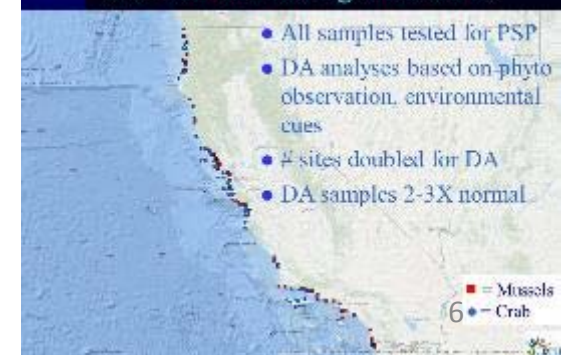 • All samples tested for PSP
• DA analyses based on phyto
observation, environmental
cues
• # sites doubled for DA
• DA samples 2-3X normal
■ = Mussels
6 ● = Crab